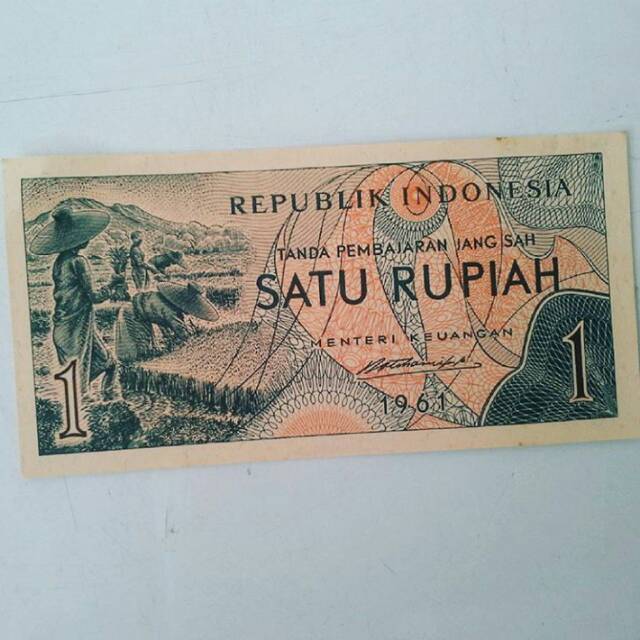 REPUBLIK INDONESIA
TANDA PEMBAJARAN JANG SAH
SATU RUPIAH
MENTERI KEUANGAN
1961
1
1